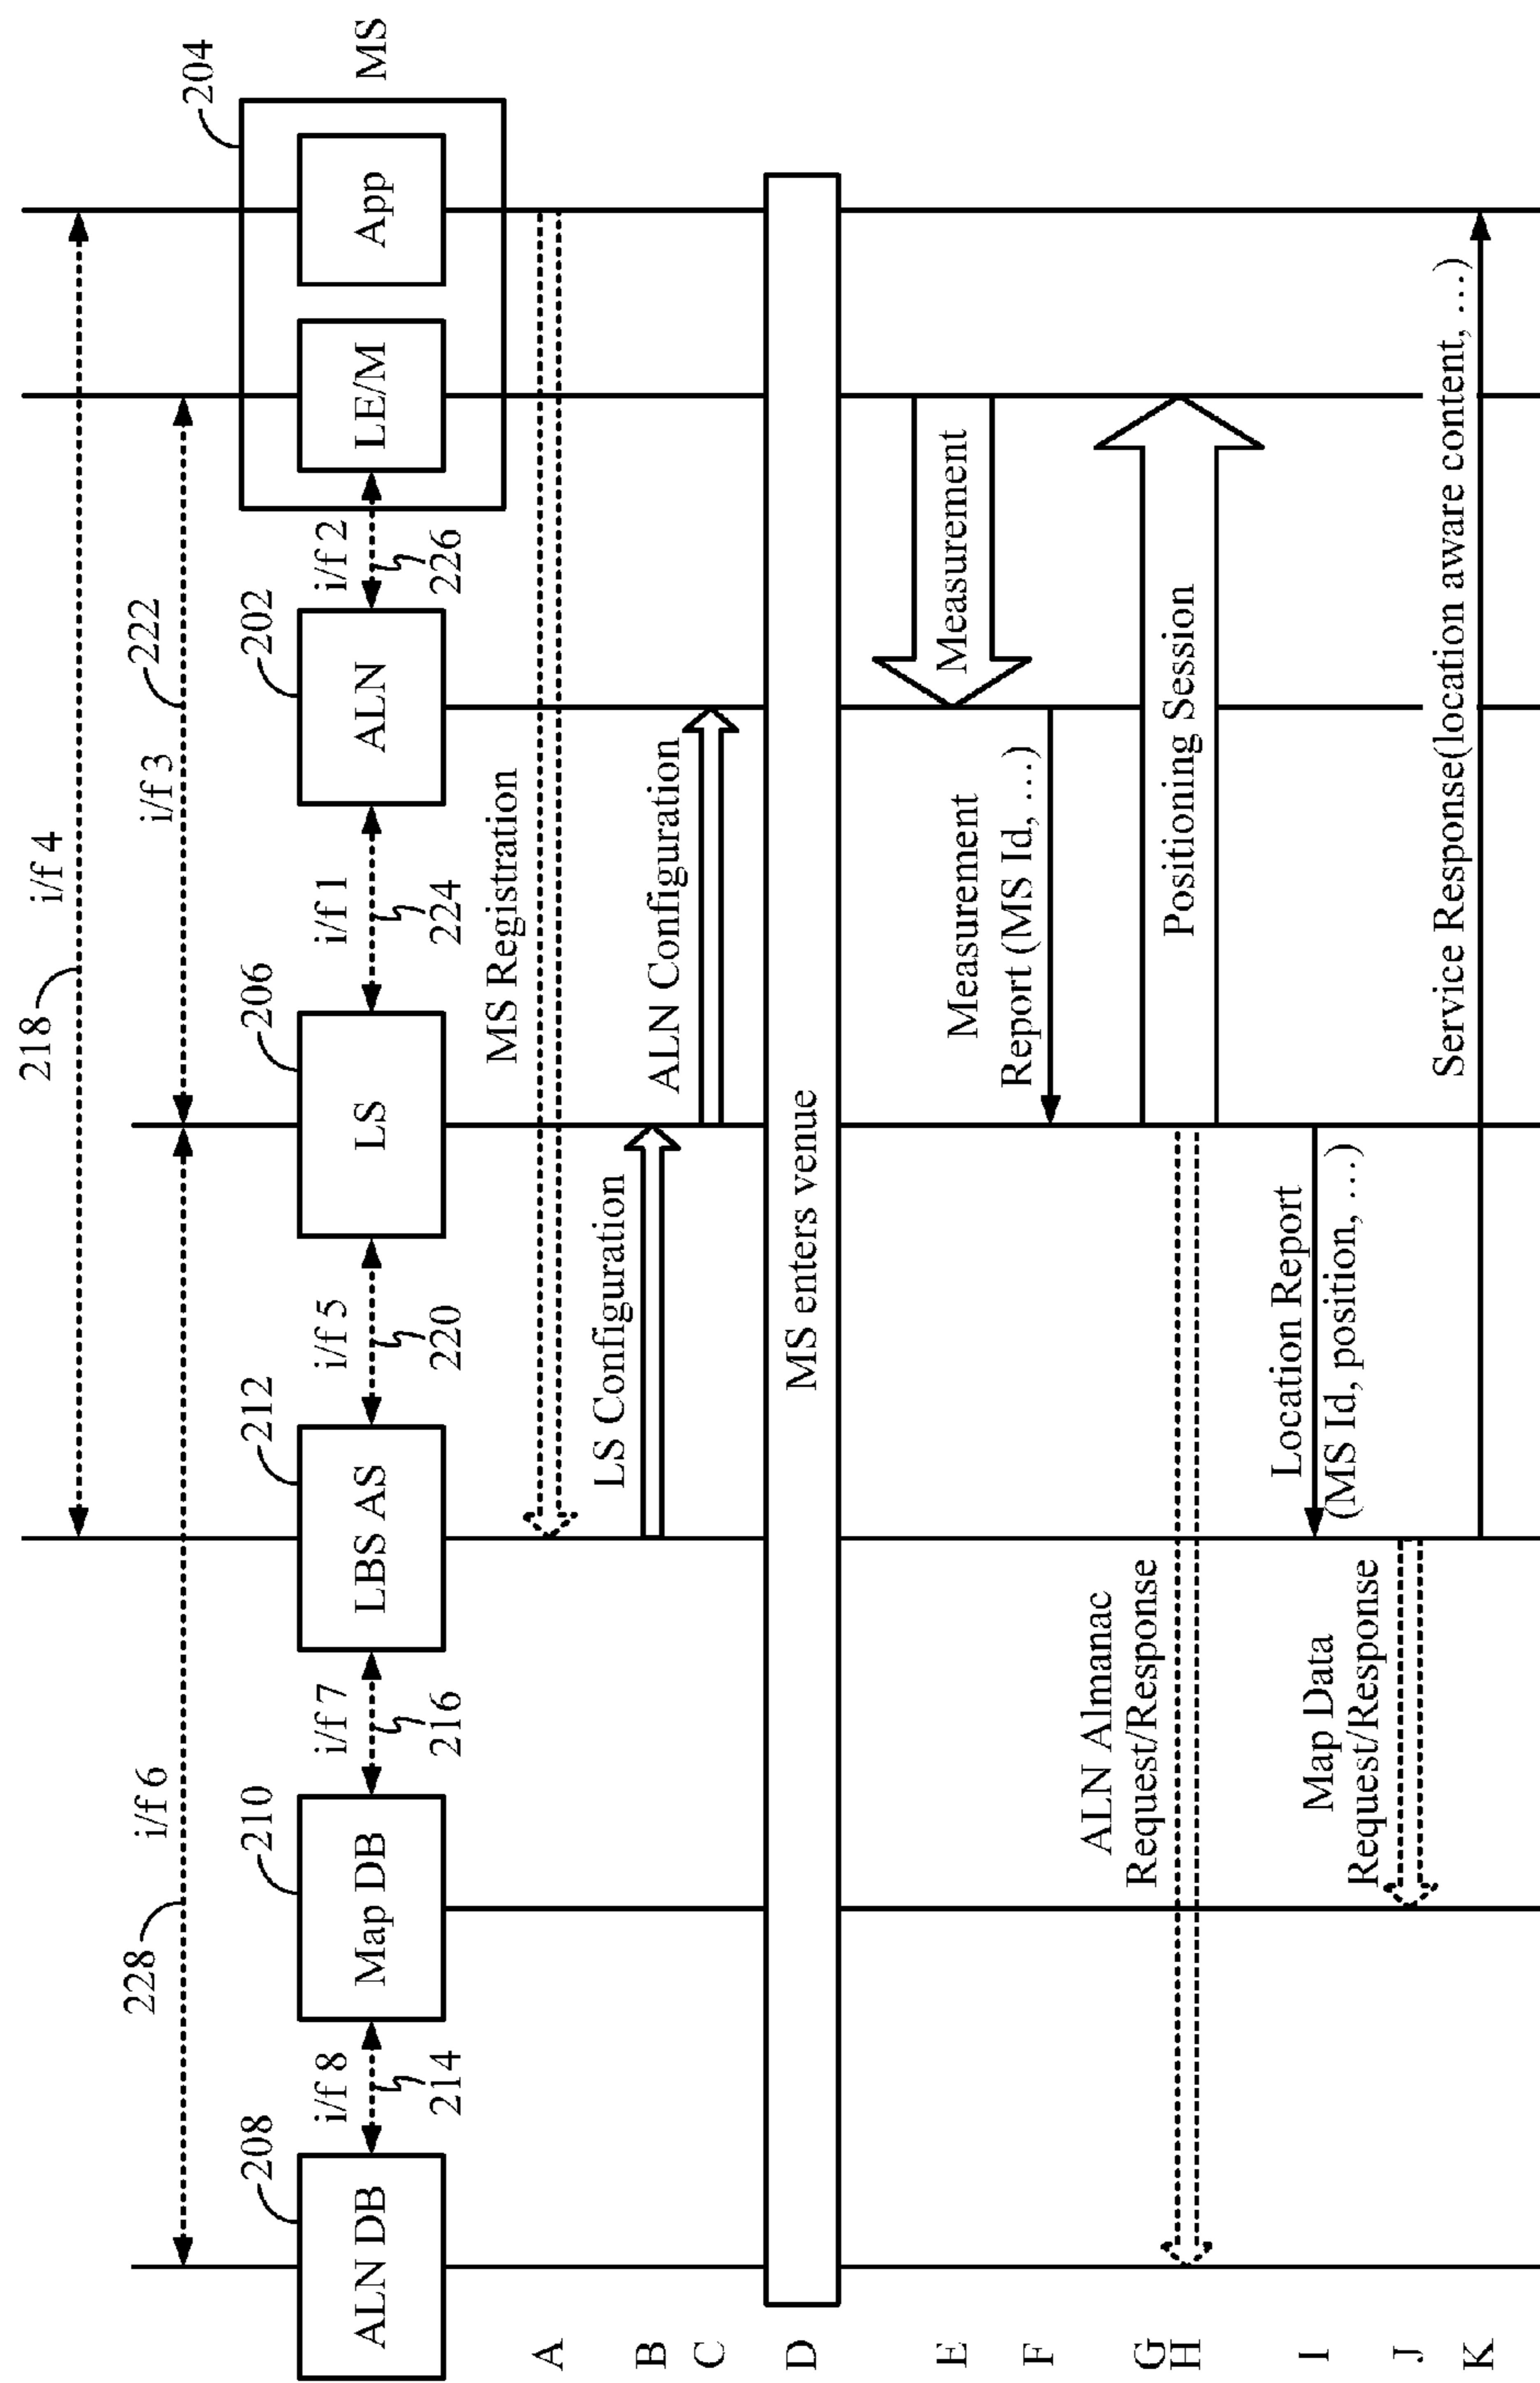 218
i/f 4
228
i/f 6
222
i/f 3
208
210
212
206
202
204
i/f 8
i/f 7
i/f 5
i/f 1
i/f 2
ALN DB
Map DB
LBS AS
LS
ALN
LE/M
App
MS
214
216
220
224
226
A
MS Registration
B
LS Configuration
C
ALN Configuration
D
MS enters venue
E
Measurement
F
Measurement
Report (MS Id, …)
G
ALN Almanac
Request/Response
H
Positioning Session
I
Location Report
(MS Id, position, …)
J
Map Data
Request/Response
K
Service Response(location aware content, …)